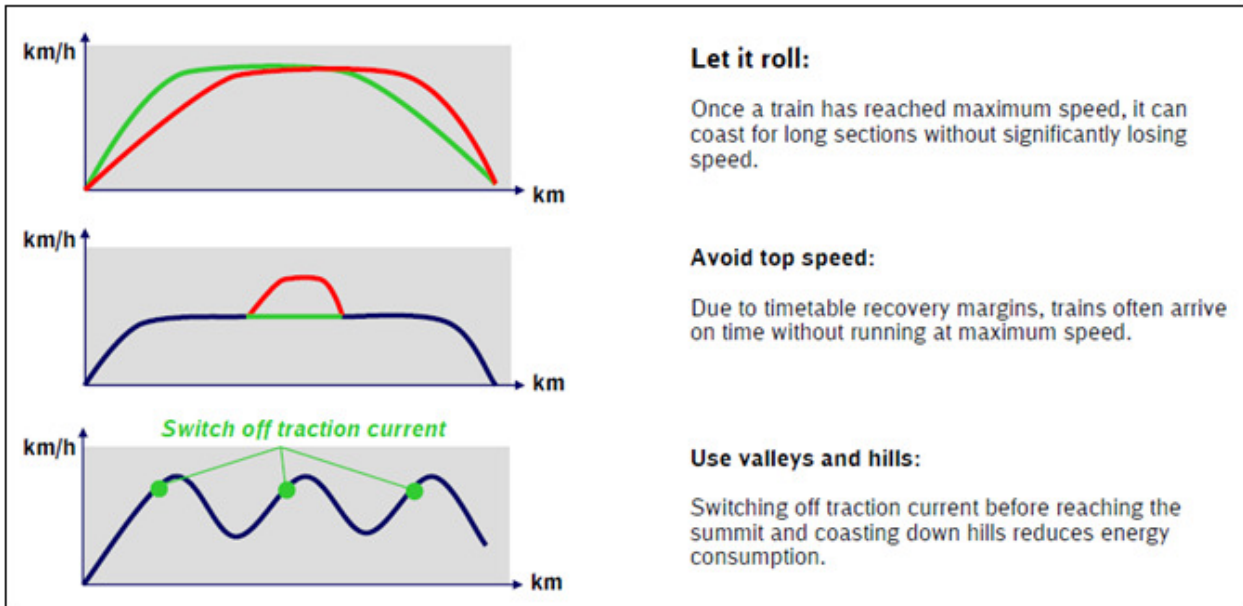 km/h
km
Let it roll:
Once a train has reached maximum speed, it can
coast for long sections without significantly losing
speed.
km/h
km
Avoid top speed:
Due to timetable recovery margins, trains often arrive
on time without running at maximum speed.
Switch off traction current
km/h
km
Use valleys and hills:
Switching off traction current before reaching the
summit and coasting down hills reduces energy
consumption.